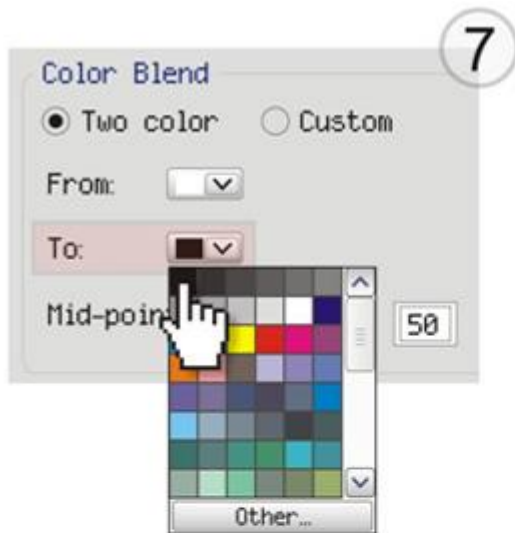 7
Color Blend
Two color Custom
From:
To:
Mid-poin 50
Other...